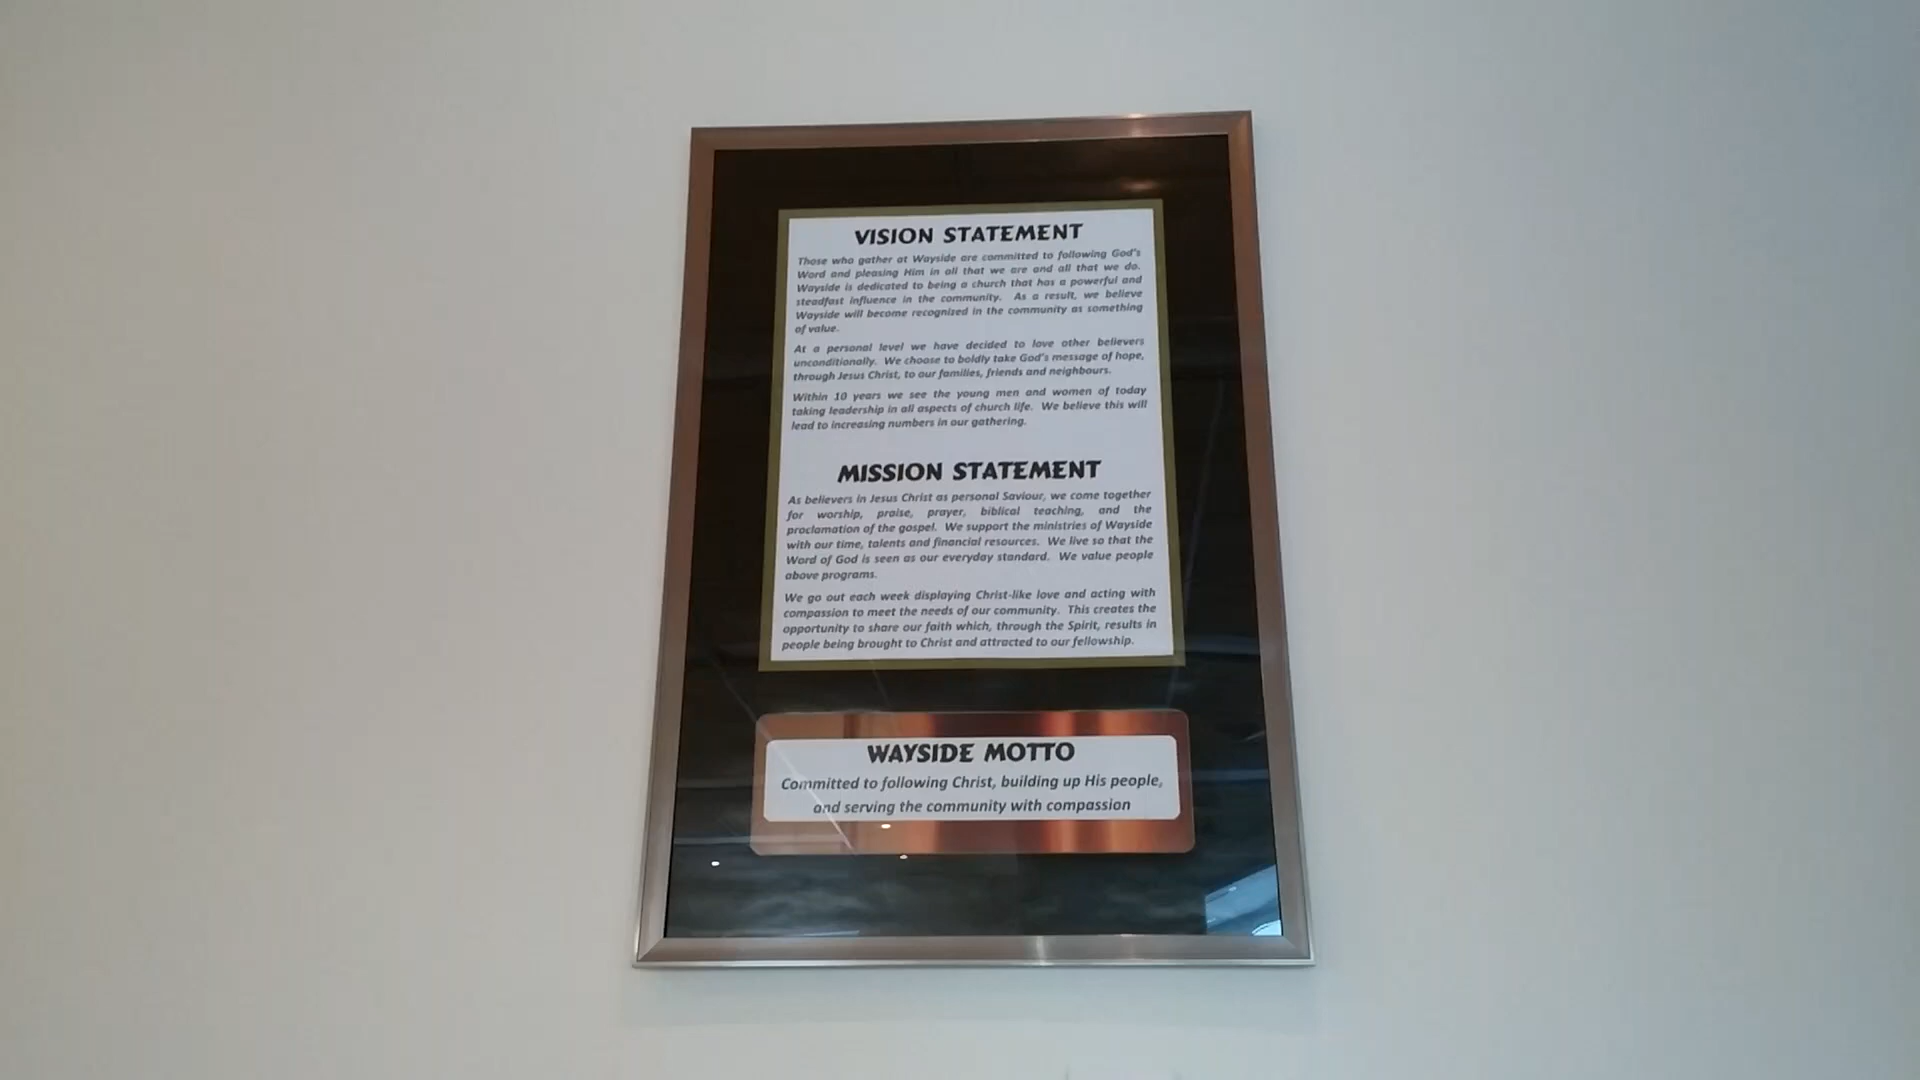 VISION STATEMENT
Those who gather at Wayside are committed to following God's
Word and pleasing Him in all that we are and all that we do.
Wayside is dedicated to being a church that has a powerful and
steadfast influence in the community. As a result, we believe
Wayside will become recognized in the community as something
of value.
At a personal level we have decided to love other believers
unconditionally. We choose to boldly take God's message of hope,
through Jesus Christ, to our families, friends and neighbours.
Within 10 years we see the young men and women of today
taking leadership in all aspects of church life. We believe this will
lead to increasing numbers in our gathering.
MISSION STATEMENT
As believers in Jesus Christ as personal Saviour, we come together
for worship, praise, prayer, biblical teaching, and the
proclamation of the gospel. We support the ministries of Wayside
with our time, talents and financial resources. We live so that the
Word of God is seen as our everyday standard. We value people
above programs.
We go out each week displaying Christ-like love and acting with
compassion to meet the needs of our community. This creates the
opportunity to share our faith which, through the Spirit, results in
people being brought to Christ and attracted to our fellowship.
WAYSIDE MOTTO
Committed to following Christ, building up His people,
and serving the community with compassion